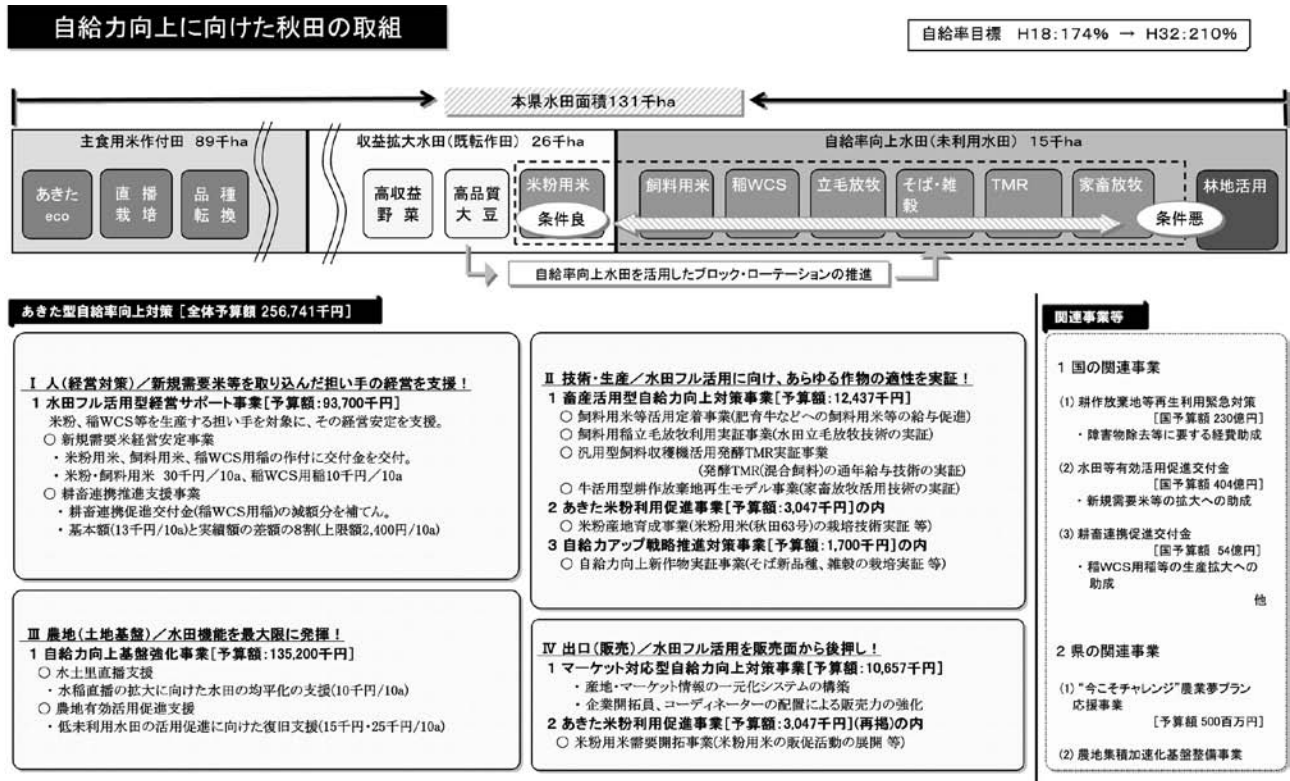 自給力向上に向けた秋田の取組
自給率目標 H18:174% → H32:210%
本県水田面積131千ha
主食用米作付田 89千ha
収益拡大水田(既転作田) 26千ha
自給率向上水田(未利用水田) 15千ha
あきた
eco
直播
栽培
品種
転換
高収益
野菜
高品質
大豆
米粉用米
条件良
飼料用米
稲WCS
立毛放牧
そば・雑
穀
TMR
家畜放牧
条件悪
林地活用
自給率向上水田を活用したブロック・ローテーションの推進
あきた型自給率向上対策 [全体予算額 256,741千円]
Ⅰ 人(経営対策)/新規需要米等を取り込んだ担い手の経営を支援!
1 水田フル活用型経営サポート事業[予算額:93,700千円]
米粉、稲WCS等を生産する担い手を対象に、その経営安定を支援。
○ 新規需要米経営安定事業
・米粉用米、飼料用米、稲WCS用稲の作付に交付金を交付。
・米粉・飼料用米 30千円/10a、稲WCS用稲10千円/10a
○ 耕畜連携推進支援事業
・耕畜連携促進交付金(稲WCS用稲)の減額分を補てん。
・基本額(13千円/10a)と実績額の差額の8割(上限額2,400円/10a)
Ⅱ 技術・生産/水田フル活用に向け、あらゆる作物の適性を実証!
1 畜産活用型自給力向上対策事業[予算額:12,437千円]
○ 飼料用米等活用定着事業(肥育牛などへの飼料用米等の給与促進)
○ 飼料用稲立毛放牧利用実証事業(水田立毛放牧技術の実証)
○ 汎用型飼料収穫機活用発酵TMR実証事業
(発酵TMR(混合飼料)の通年給与技術の実証)
○ 牛活用型耕作放棄地再生モデル事業(家畜放牧活用技術の実証)
2 あきた米粉利用促進事業[予算額:3,047千円]の内
○ 米粉産地育成事業(米粉用米(秋田63号)の栽培技術実証 等)
3 自給力アップ戦略推進対策事業[予算額:1,700千円]の内
○ 自給力向上新作物実証事業(そば新品種、雑穀の栽培実証 等)
Ⅲ 農地(土地基盤)/水田機能を最大限に発揮!
1 自給力向上基盤強化事業[予算額:135,200千円]
○ 水土里直播支援
・水稲直播の拡大に向けた水田の均平化の支援(10千円/10a)
○ 農地有効活用促進支援
・低未利用水田の活用促進に向けた復旧支援(15千円・25千円/10a)
Ⅳ 出口(販売)/水田フル活用を販売面から後押し!
1 マーケット対応型自給力向上対策事業[予算額:10,657千円]
・産地・マーケット情報の一元化システムの構築
・企業開拓員、コーディネーターの配置による販売力の強化
2 あきた米粉利用促進事業[予算額:3,047千円](再掲)の内
○ 米粉用米需要開拓事業(米粉用米の販促活動の展開 等)
関連事業等
1 国の関連事業
(1) 耕作放棄地等再生利用緊急対策
[国予算額 230億円]
・障害物除去等に要する経費助成
(2) 水田等有効活用促進交付金
[国予算額 404億円]
・新規需要米等の拡大への助成
(3) 耕畜連携促進交付金
[国予算額 54億円]
・稲WCS用稲等の生産拡大への
助成
他
2 県の関連事業
(1) “今こそチャレンジ”農業夢プラン
応援事業
[予算額 500百万円]
(2) 農地集積加速化基盤整備事業